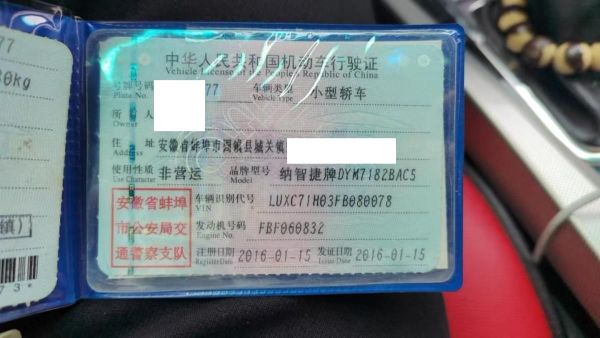 中华人民共和国机动车行驶证
Vehicle License of the People's Republic of China
号牌号码 77 车辆类型 小型轿车
Plate No. Vehicle Type
所有人
Owner
住址 安徽省蚌埠市固镇县城关镇
Address
使用性质 非营运 品牌型号 纳智捷牌DYM7182BAC5
Use Character Model
安徽省蚌埠
市公安局交
通警察支队
车辆识别代号 LUXC71H03FB080078
VIN
发动机号码 FBF060832
Engine No.
注册日期 2016-01-15 发证日期 2016-01-15
Register Date Issue Date
77
0kg
镇)
73*